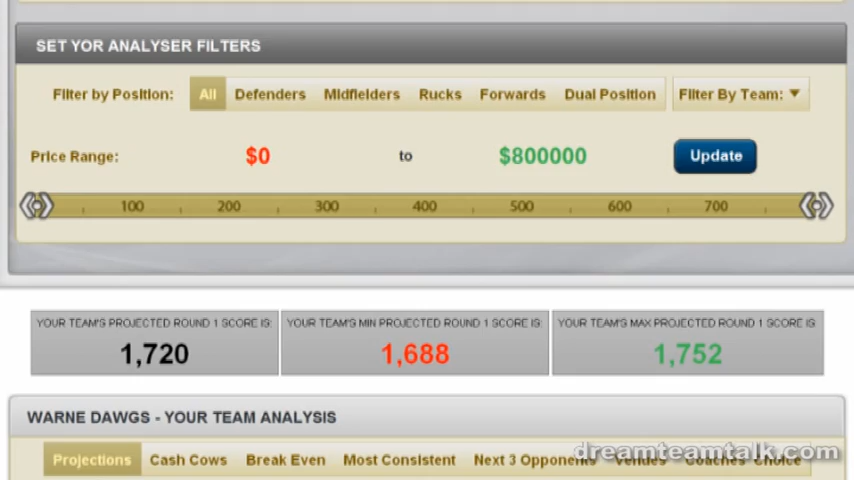 SET YOR ANALYSER FILTERS
Filter by Position: All Defenders Midfielders Rucks Forwards Dual Position Filter By Team:
Price Range: $0 to $800000 Update
100 200 300 400 500 600 700
YOUR TEAM'S PROJECTED ROUND 1 SCORE IS: YOUR TEAM'S MIN PROJECTED ROUND 1 SCORE IS: YOUR TEAM'S MAX PROJECTED ROUND 1 SCORE IS:
1,720 1,688 1,752
WARNE DAWGS - YOUR TEAM ANALYSIS
Projections Cash Cows Break Even Most Consistent Next 3 Opponents Venues Coaches Choice
dreamteamtalk.com